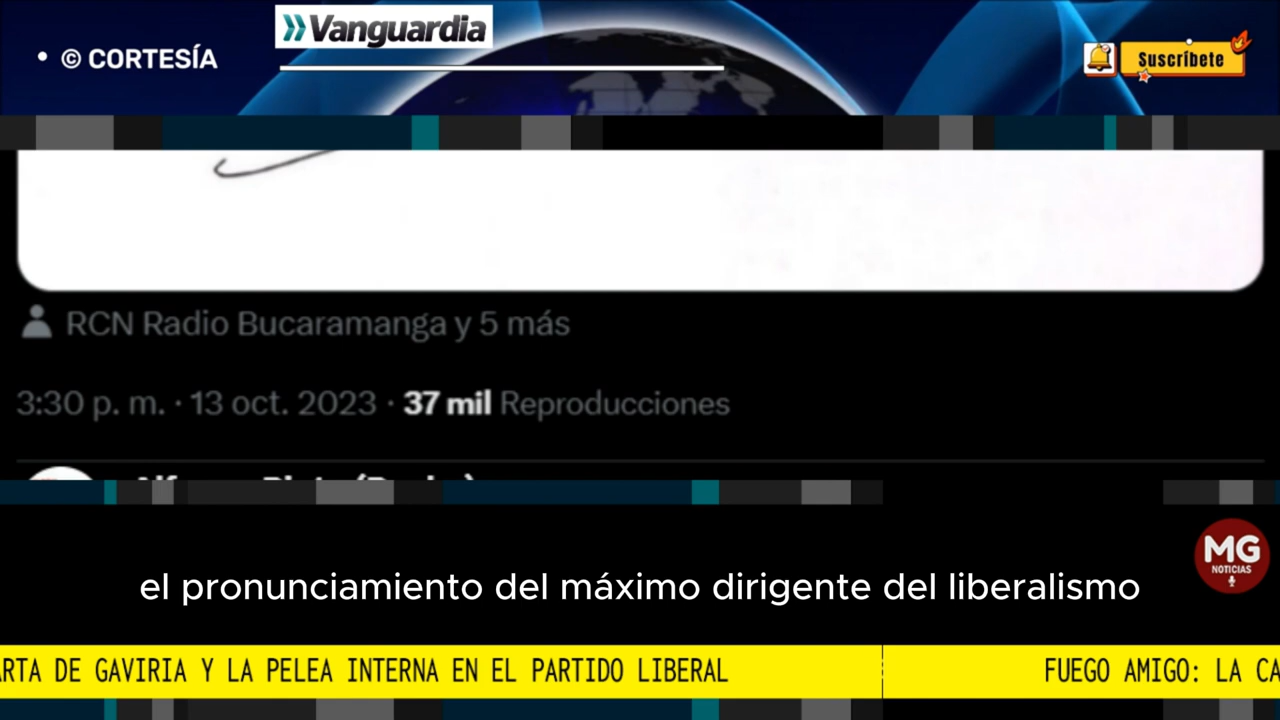 • © CORTESÍA
Vanguardia
Suscríbete
RCN Radio Bucaramanga y 5 más
3:30 p. m. · 13 oct. 2023 · 37 mil Reproducciones
MG
NOTICIAS
el pronunciamiento del máximo dirigente del liberalismo
ARTA DE GAVIRIA Y LA PELEA INTERNA EN EL PARTIDO LIBERAL
FUEGO AMIGO: LA CA